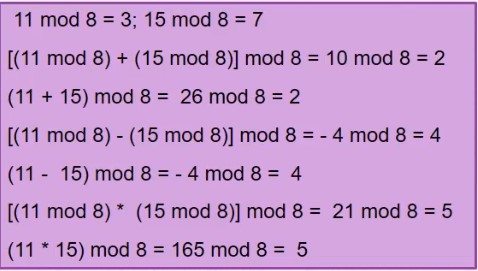 11 mod 8 = 3; 15 mod 8 = 7
[(11 mod 8) + (15 mod 8)] mod 8 = 10 mod 8 = 2
(11 + 15) mod 8 = 26 mod 8 = 2
[(11 mod 8) - (15 mod 8)] mod 8 = - 4 mod 8 = 4
(11 - 15) mod 8 = - 4 mod 8 = 4
[(11 mod 8) * (15 mod 8)] mod 8 = 21 mod 8 = 5
(11 * 15) mod 8 = 165 mod 8 = 5